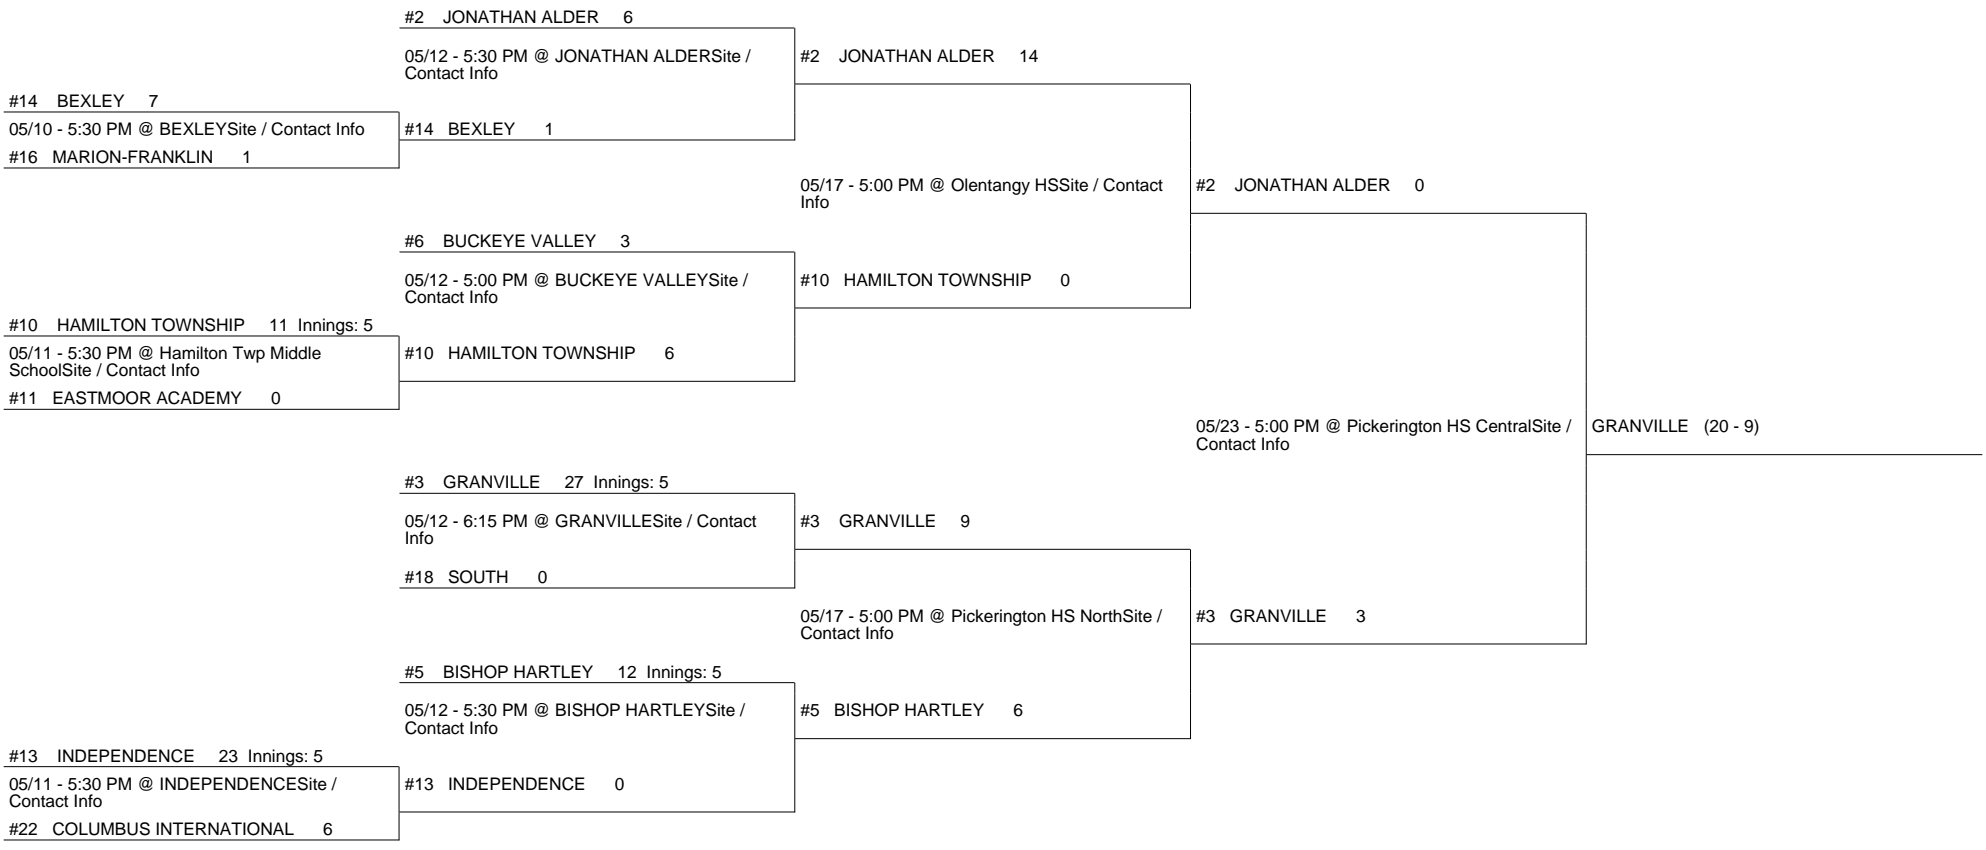 #2 JONATHAN ALDER 6
05/12 - 5:30 PM @ JONATHAN ALDERSite /
Contact Info
#2 JONATHAN ALDER 14
#14 BEXLEY 7
05/10 - 5:30 PM @ BEXLEYSite / Contact Info
#14 BEXLEY 1
#16 MARION-FRANKLIN 1
05/17 - 5:00 PM @ Olentangy HSSite / Contact
Info
#2 JONATHAN ALDER 0
#6 BUCKEYE VALLEY 3
05/12 - 5:00 PM @ BUCKEYE VALLEYSite /
Contact Info
#10 HAMILTON TOWNSHIP 0
#10 HAMILTON TOWNSHIP 11 Innings: 5
05/11 - 5:30 PM @ Hamilton Twp Middle
SchoolSite / Contact Info
#10 HAMILTON TOWNSHIP 6
#11 EASTMOOR ACADEMY 0
05/23 - 5:00 PM @ Pickerington HS CentralSite /
Contact Info
GRANVILLE (20 - 9)
#3 GRANVILLE 27 Innings: 5
05/12 - 6:15 PM @ GRANVILLESite / Contact
Info
#3 GRANVILLE 9
#18 SOUTH 0
05/17 - 5:00 PM @ Pickerington HS NorthSite /
Contact Info
#3 GRANVILLE 3
#5 BISHOP HARTLEY 12 Innings: 5
05/12 - 5:30 PM @ BISHOP HARTLEYSite /
Contact Info
#5 BISHOP HARTLEY 6
#13 INDEPENDENCE 23 Innings: 5
05/11 - 5:30 PM @ INDEPENDENCESite /
Contact Info
#13 INDEPENDENCE 0
#22 COLUMBUS INTERNATIONAL 6